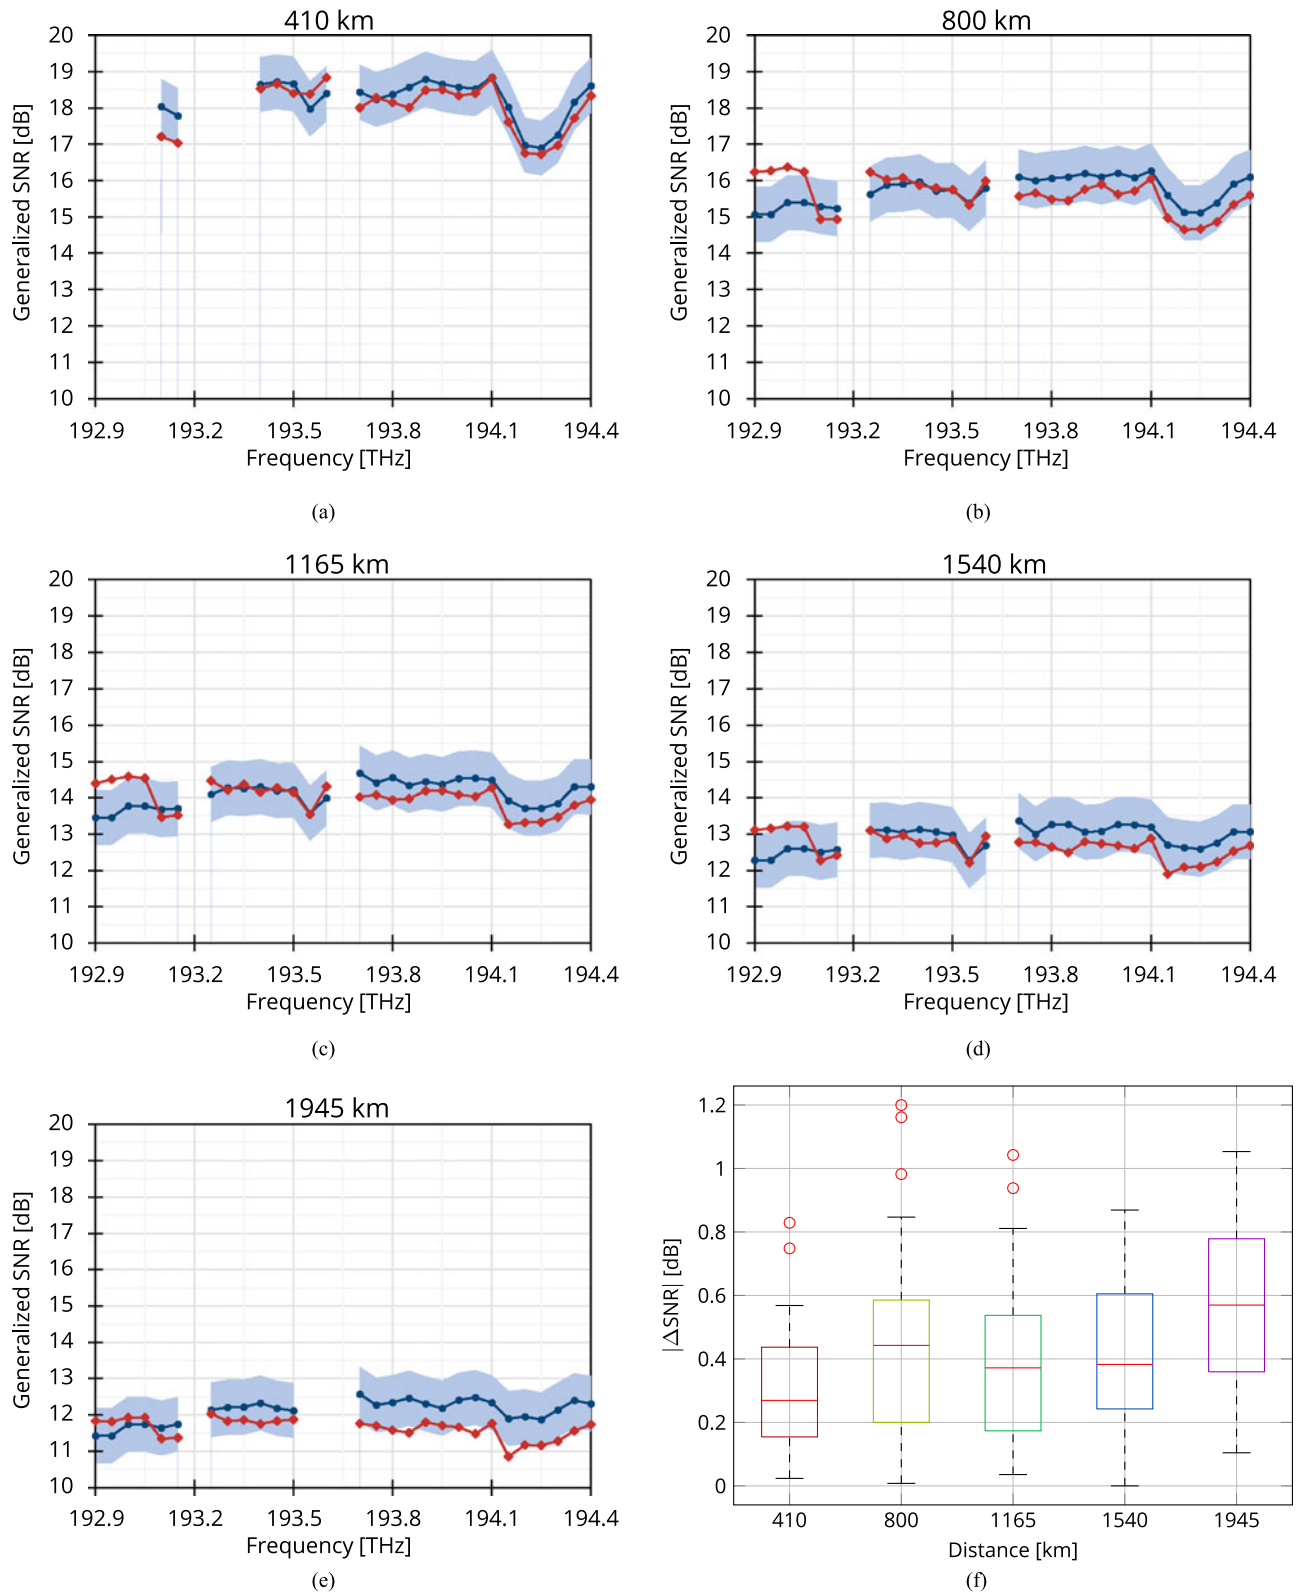 410 km
20
19
18
17
16
15
14
13
12
11
10
Generalized SNR [dB]
192.9 193.2 193.5 193.8 194.1 194.4
Frequency [THz]
(a)
800 km
20
19
18
17
16
15
14
13
12
11
10
Generalized SNR [dB]
192.9 193.2 193.5 193.8 194.1 194.4
Frequency [THz]
(b)
1165 km
20
19
18
17
16
15
14
13
12
11
10
Generalized SNR [dB]
192.9 193.2 193.5 193.8 194.1 194.4
Frequency [THz]
(c)
1540 km
20
19
18
17
16
15
14
13
12
11
10
Generalized SNR [dB]
192.9 193.2 193.5 193.8 194.1 194.4
Frequency [THz]
(d)
1945 km
20
19
18
17
16
15
14
13
12
11
10
Generalized SNR [dB]
192.9 193.2 193.5 193.8 194.1 194.4
Frequency [THz]
(e)
1.2
1
0.8
0.6
0.4
0.2
0
|ΔSNR| [dB]
410 800 1165 1540 1945
Distance [km]
(f)